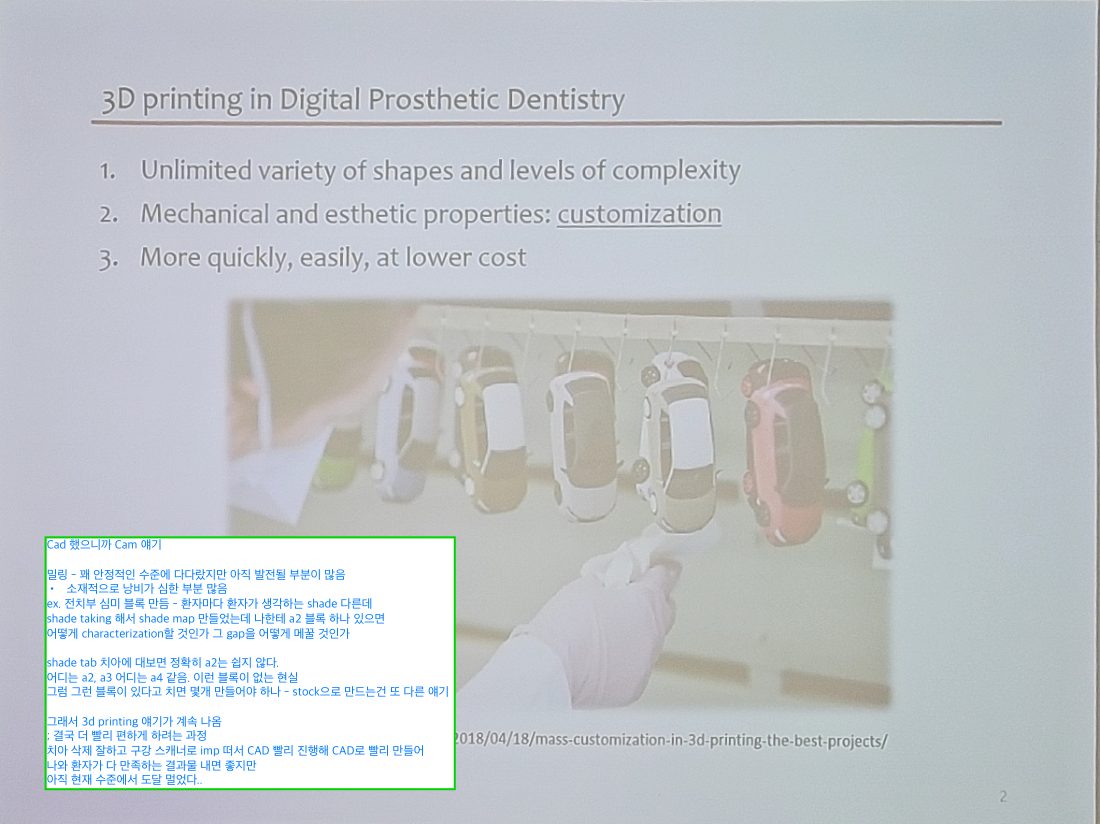 3D printing in Digital Prosthetic Dentistry
1. Unlimited variety of shapes and levels of complexity
2. Mechanical and esthetic properties: customization
3. More quickly, easily, at lower cost
Cad 했으니까 Cam 얘기
밀링 - 꽤 안정적인 수준에 다다랐지만 아직 발전될 부분이 많음
• 소재적으로 낭비가 심한 부분 많음
ex. 전치부 심미 블록 만듬 - 환자마다 환자가 생각하는 shade 다른데
shade taking 해서 shade map 만들었는데 나한테 a2 블록 하나 있으면
어떻게 characterization할 것인가 그 gap을 어떻게 메꿀 것인가
shade tab 치아에 대보면 정확히 a2는 쉽지 않다.
어디는 a2, a3 어디는 a4 같음. 이런 블록이 없는 현실
그럼 그런 블록이 있다고 치면 몇개 만들어야 하나 - stock으로 만드는건 또 다른 얘기
그래서 3d printing 얘기가 계속 나옴
: 결국 더 빨리 편하게 하려는 과정
치아 삭제 잘하고 구강 스캐너로 imp 떠서 CAD 빨리 진행해 CAD로 빨리 만들어
나와 환자가 다 만족하는 결과물 내면 좋지만
아직 현재 수준에서 도달 멀었다..
2018/04/18/mass-customization-in-3d-printing-the-best-projects/
2